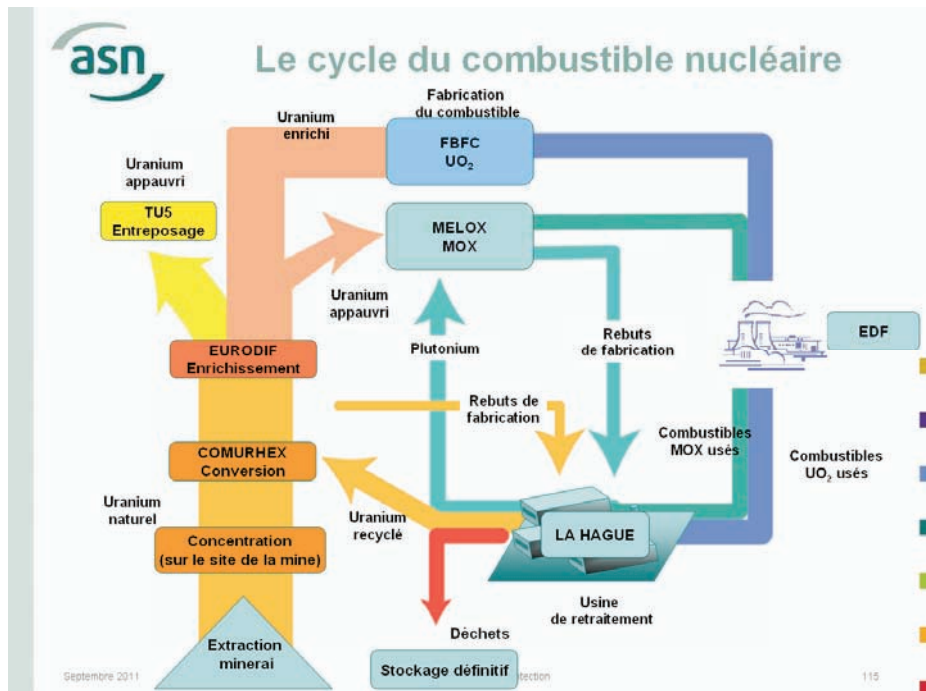 asn
Le cycle du combustible nucléaire
Fabrication
du combustible
Uranium
enrichi
FBFC
UO₂
Uranium
appauvri
TU5
Entreposage
MELOX
MOX
Uranium
appauvri
EDF
EURODIF
Enrichissement
Plutonium
Rebuts
de fabrication
Rebuts de
fabrication
COMURHEX
Conversion
Combustibles
MOX usés
Combustibles
UO₂ usés
Uranium
naturel
Uranium
recyclé
Concentration
(sur le site de la mine)
LA HAGUE
Usine
de retraitement
Extraction
minerai
Déchets
Stockage définitif
Septembre 2011
115